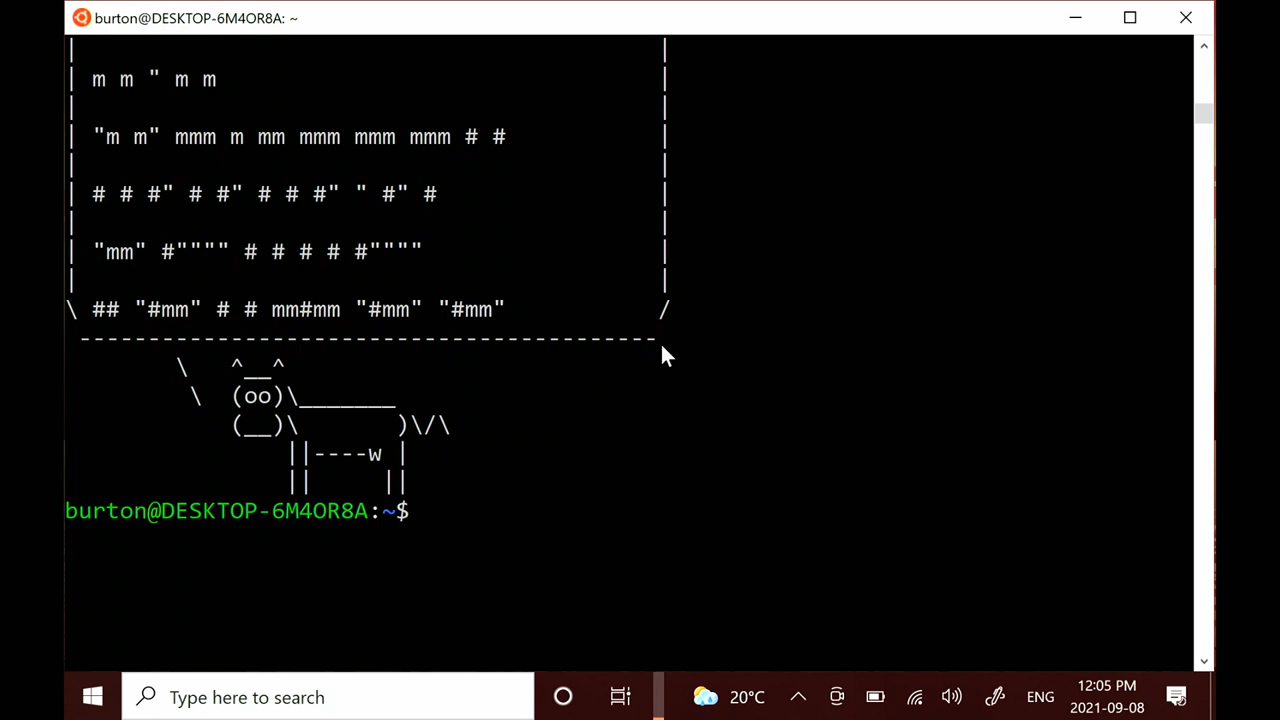 burton@DESKTOP-6M4OR8A: ~
|                                           |
| m m " m m                                 |
|                                           |
| "m m" mmm m mm mmm mmm mmm # #            |
|                                           |
| # # #" # #" # # #" " #" #                 |
|                                           |
| "mm" #"""" # # # # #""""                  |
|                                           |
\ ## "#mm" # # mm#mm "#mm" "#mm"            /
 ------------------------------------------
        \   ^__^
         \  (oo)\_______
            (__)\       )\/\
                ||----w |
                ||     ||
burton@DESKTOP-6M4OR8A:~$
Type here to search
20°C
ENG
12:05 PM
2021-09-08